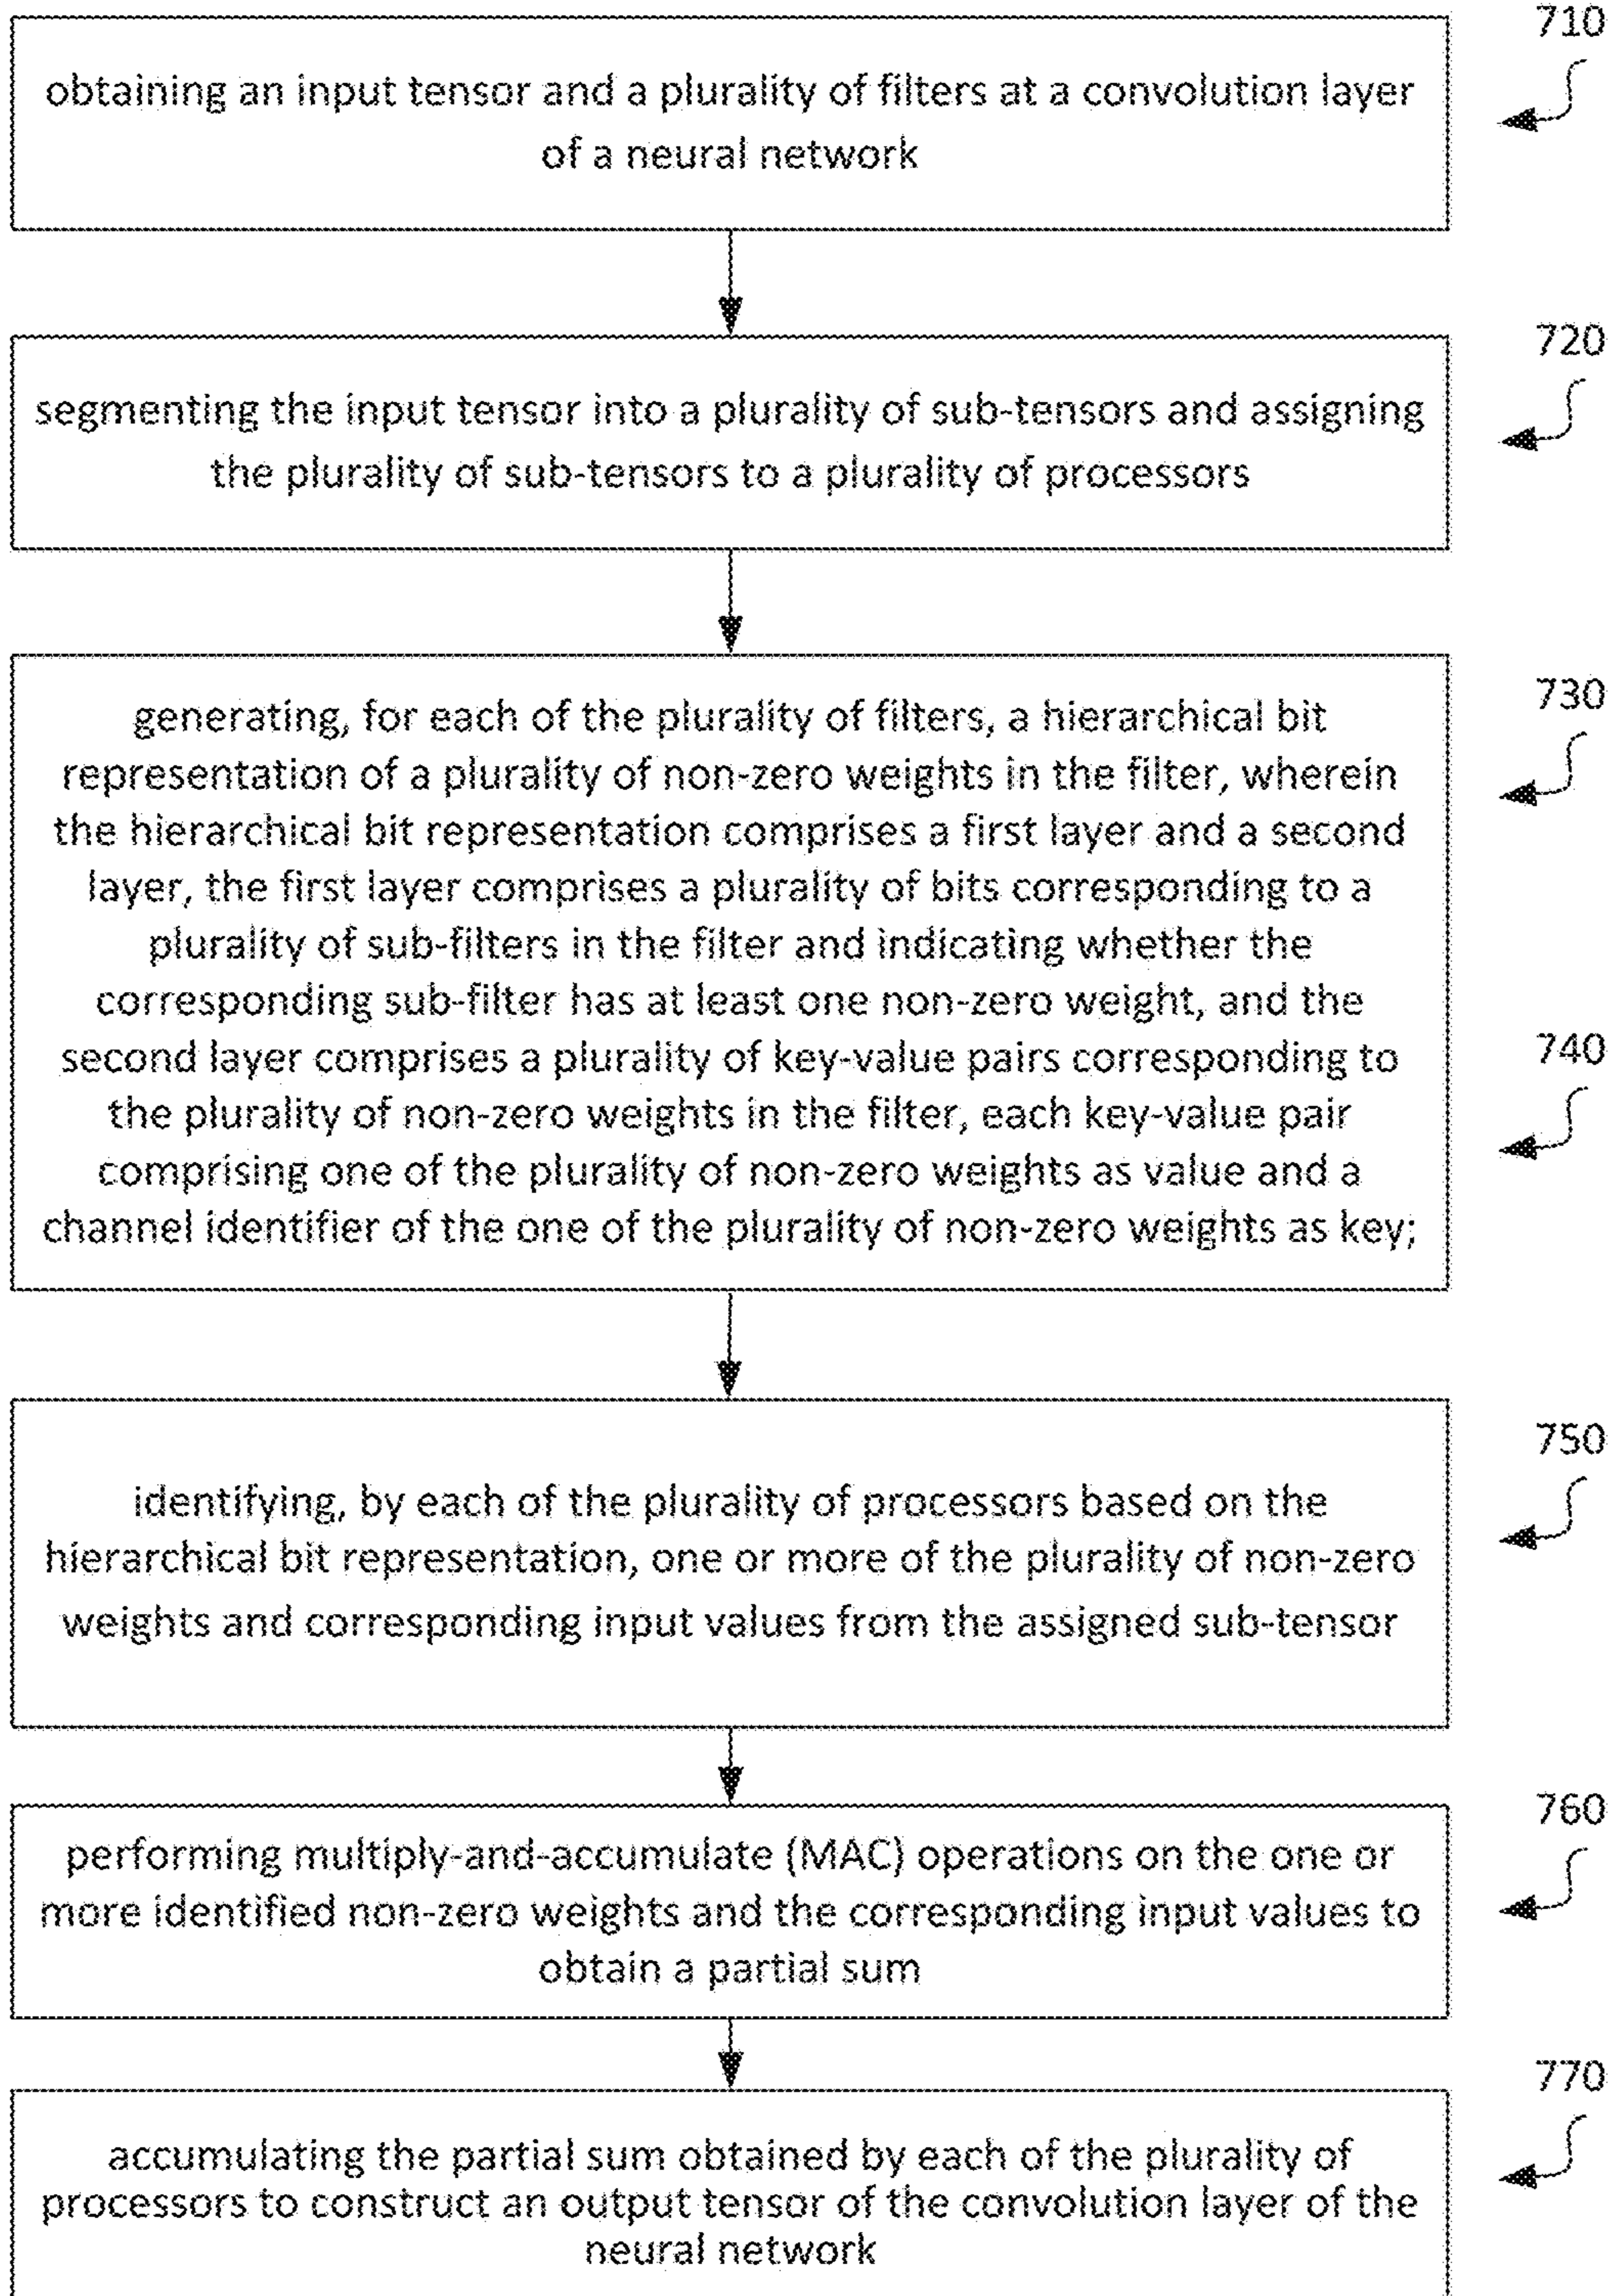 710
obtaining an input tensor and a plurality of filters at a convolution layer
of a neural network
720
segmenting the input tensor into a plurality of sub-tensors and assigning
the plurality of sub-tensors to a plurality of processors
730
generating, for each of the plurality of filters, a hierarchical bit
representation of a plurality of non-zero weights in the filter, wherein
the hierarchical bit representation comprises a first layer and a second
layer, the first layer comprises a plurality of bits corresponding to a
plurality of sub-filters in the filter and indicating whether the
corresponding sub-filter has at least one non-zero weight, and the
740
second layer comprises a plurality of key-value pairs corresponding to
the plurality of non-zero weights in the filter, each key-value pair
comprising one of the plurality of non-zero weights as value and a
channel identifier of the one of the plurality of non-zero weights as key;
750
identifying, by each of the plurality of processors based on the
hierarchical bit representation, one or more of the plurality of non-zero
weights and corresponding input values from the assigned sub-tensor
760
performing multiply-and-accumulate (MAC) operations on the one or
more identified non-zero weights and the corresponding input values to
obtain a partial sum
770
accumulating the partial sum obtained by each of the plurality of
processors to construct an output tensor of the convolution layer of the
neural network